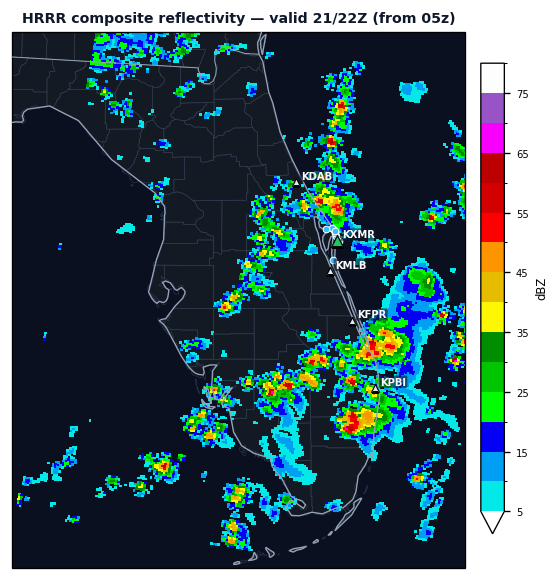 HRRR composite reflectivity — valid 21/22Z (from 05z)
KDAB
KXMR
KMLB
KFPR
KPBI
75
65
55
45
35
25
15
5
dBZ